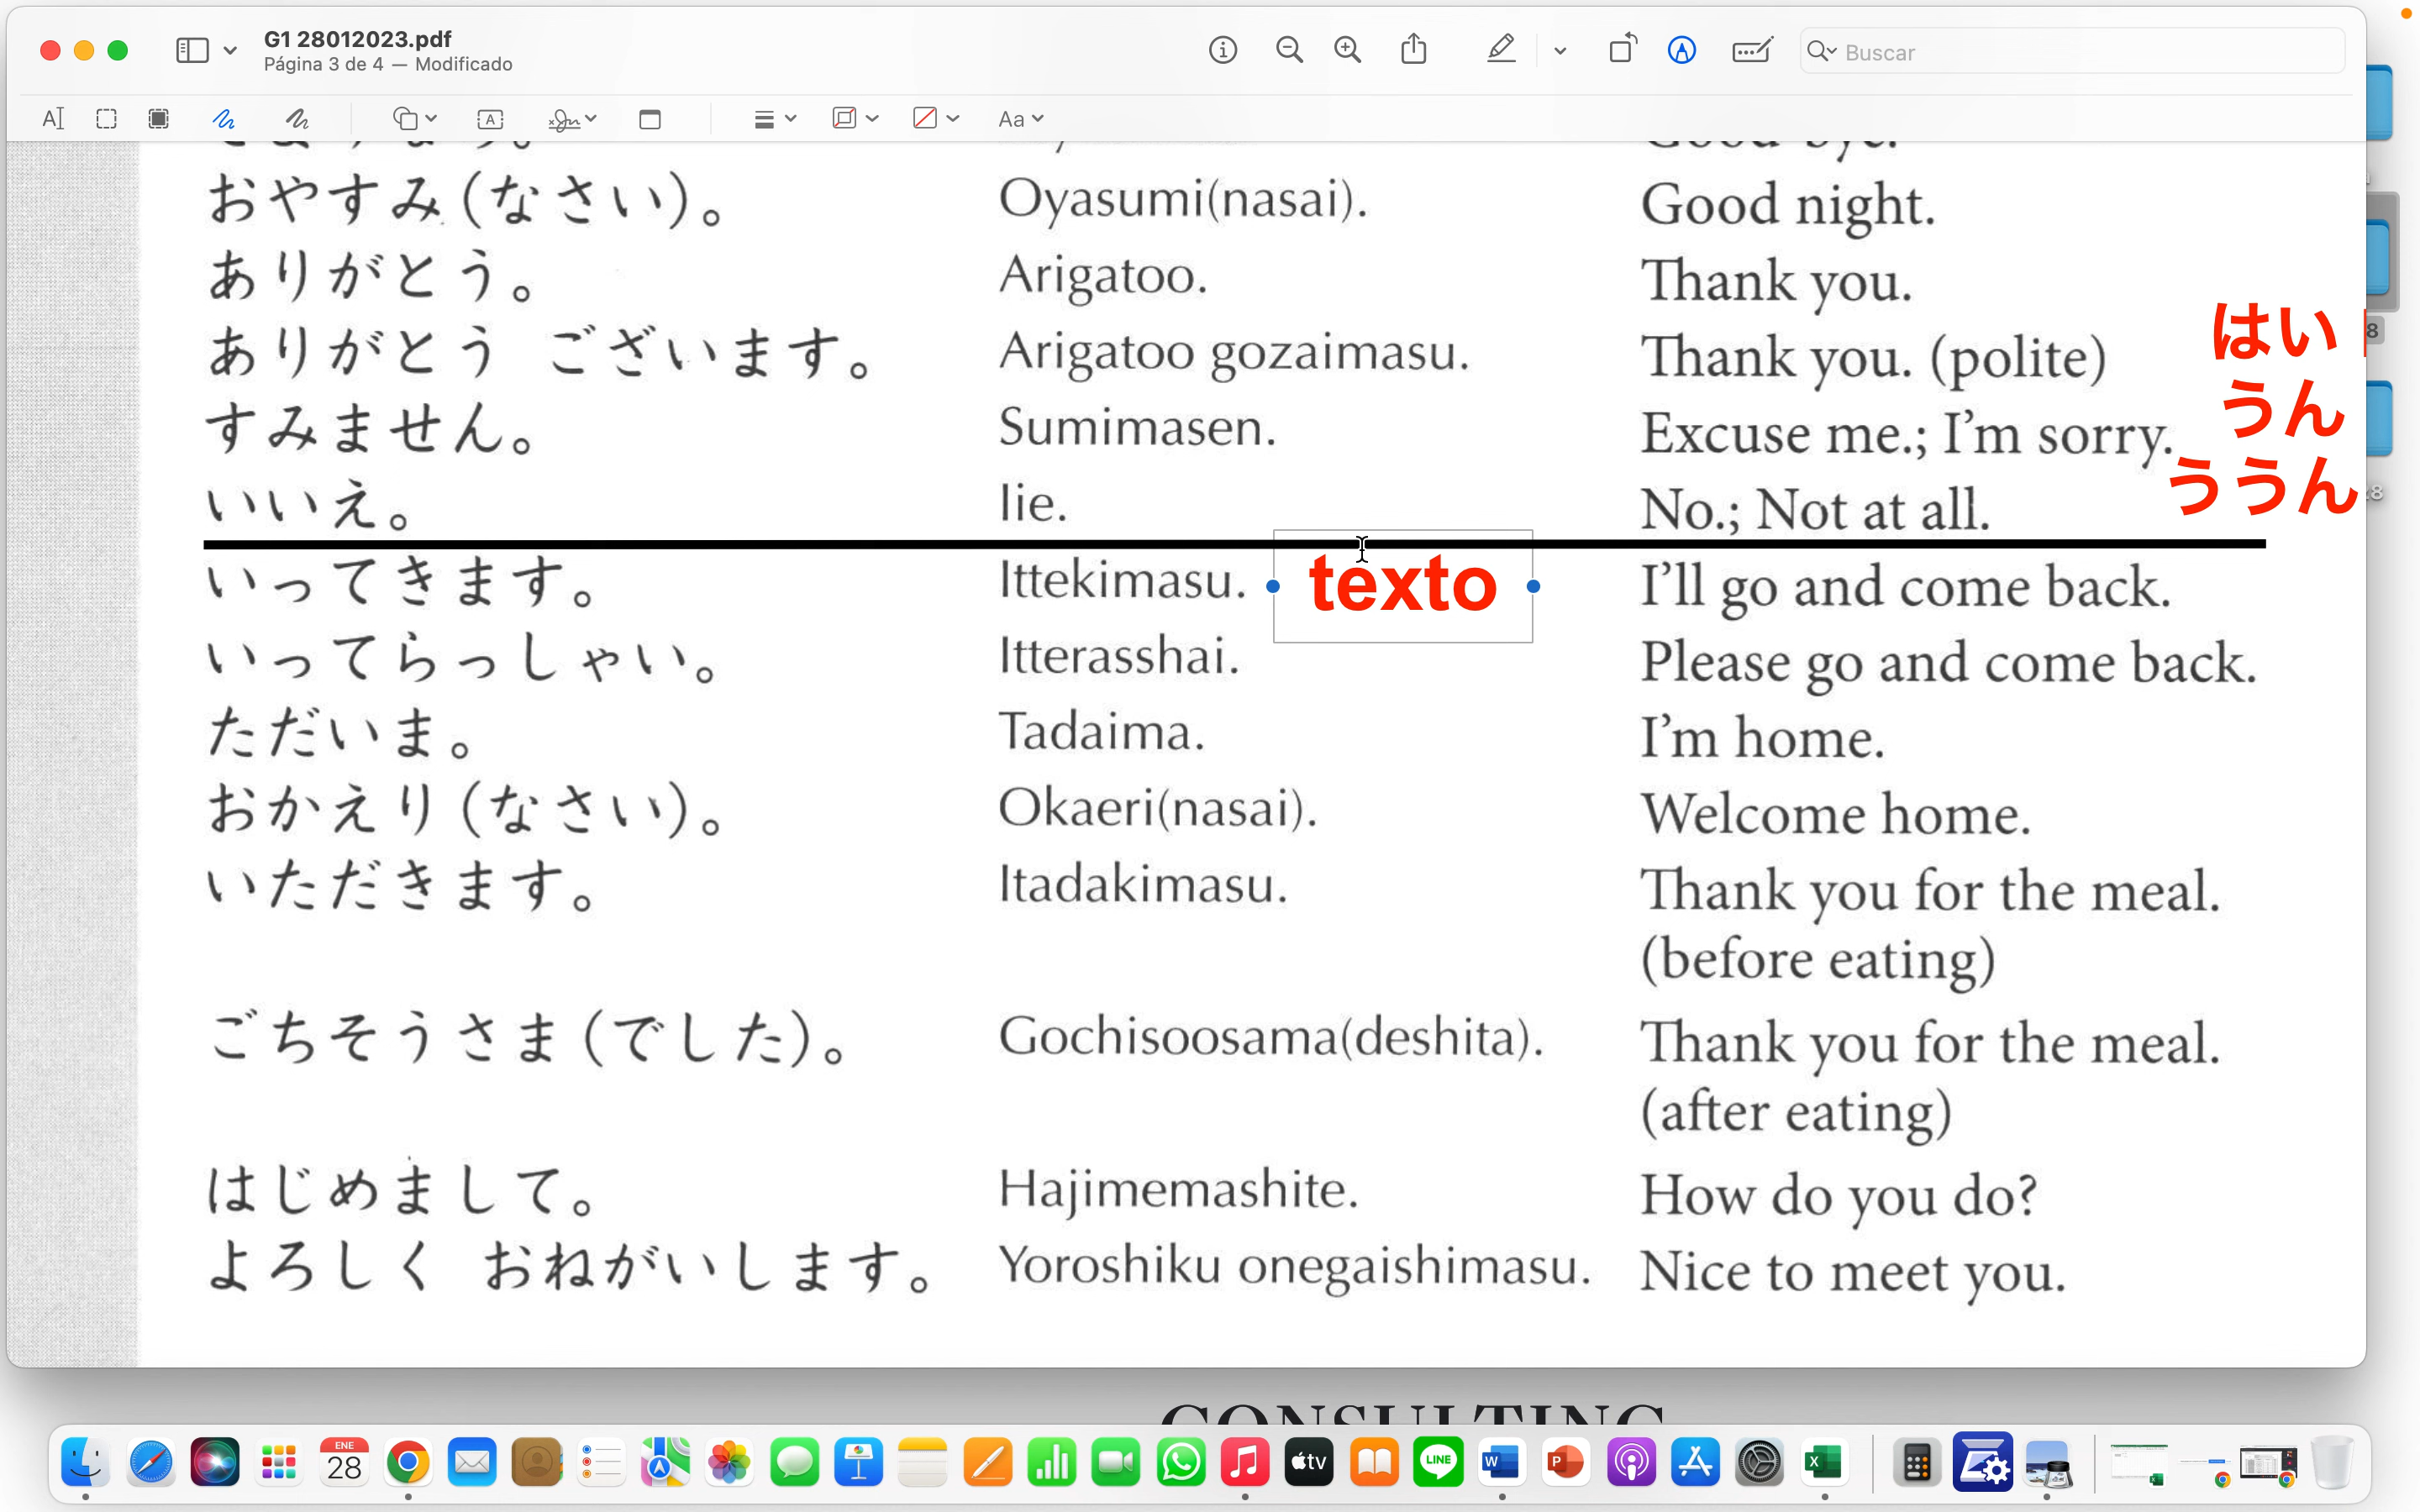 G1 28012023.pdf
Página 3 de 4 — Modificado
Buscar
Aa
おやすみ(なさい)。 Oyasumi(nasai). Good night.
ありがとう。 Arigatoo. Thank you.
ありがとう ございます。 Arigatoo gozaimasu. Thank you. (polite)
はい
すみません。 Sumimasen. Excuse me.; I'm sorry.
うん
いいえ。 Iie. No.; Not at all.
ううん
いってきます。 Ittekimasu. I'll go and come back.
texto
いってらっしゃい。 Itterasshai. Please go and come back.
ただいま。 Tadaima. I'm home.
おかえり(なさい)。 Okaeri(nasai). Welcome home.
いただきます。 Itadakimasu. Thank you for the meal.
(before eating)
ごちそうさま(でした)。 Gochisoosama(deshita). Thank you for the meal.
(after eating)
はじめまして。 Hajimemashite. How do you do?
よろしく おねがいします。 Yoroshiku onegaishimasu. Nice to meet you.
CONSULTING
ENE
28
tv
LINE
W
P
X